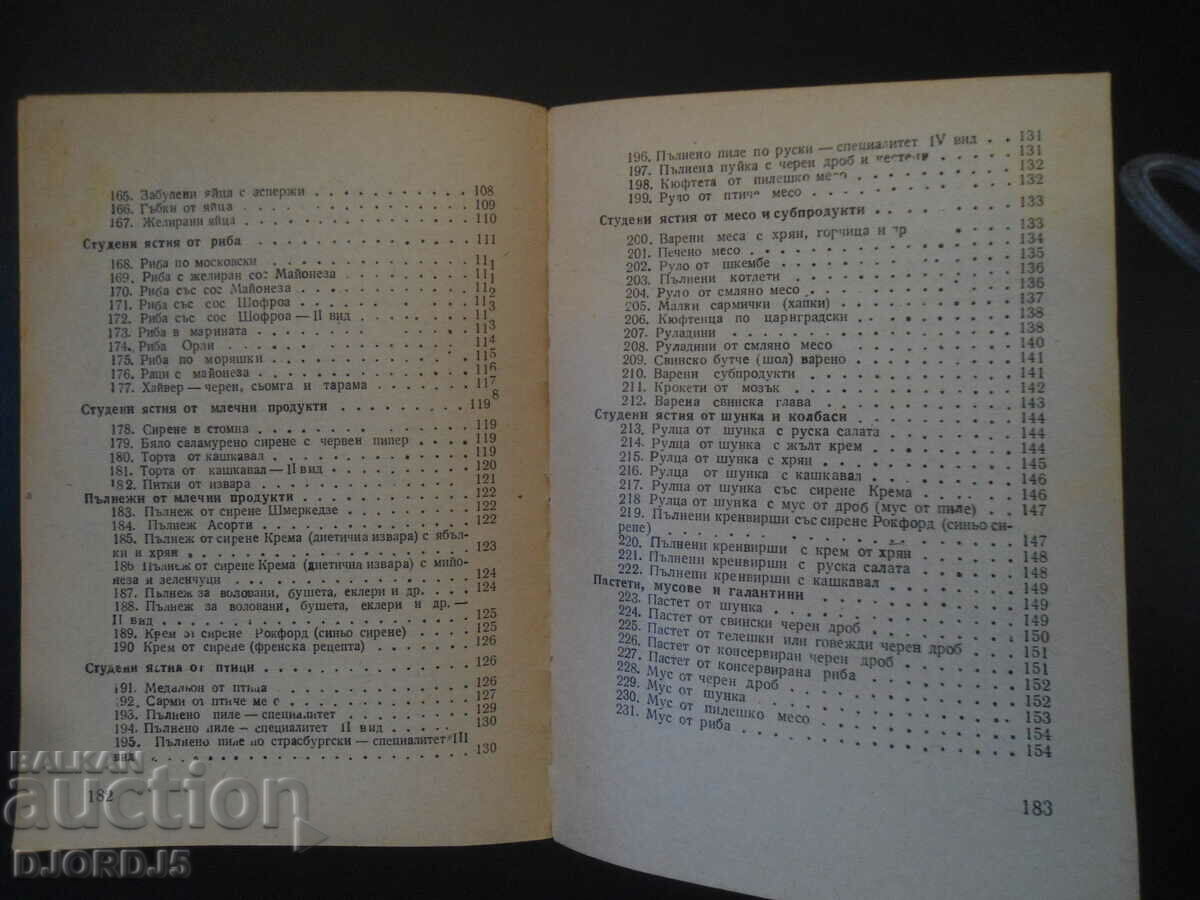 165. Забулени яйца с аспержи . . . . . . . . . . 108
166. Гъбки от яйца . . . . . . . . . . 109
167. Желирани яйца . . . . . . . . . . 110
Студени ястия от риба . . . . . . . . . . 111
168. Риба по московски . . . . . . . . . . 111
169. Риба с желиран сос Майонеза . . . . . . . . 111
170. Риба със сос Майонеза . . . . . . . . 112
171. Риба със сос Шофроа . . . . . . . . 113
172. Риба със сос Шофроа — II вид . . . . . . . . 113
173. Риба в марината . . . . . . . . 113
174. Риба Орли . . . . . . . . 114
175. Риба по моряшки . . . . . . . . 115
176. Раци с майонеза . . . . . . . . 116
177. Хайвер — черен, сьомга и тарама . . . . . . . . 117
8
Студени ястия от млечни продукти . . . . . . . . 119
178. Сирене в стомна . . . . . . . . 119
179. Бяло саламурено сирене с червен пипер . . . . 119
180. Торта от кашкавал . . . . . . . . 119
181. Торта от кашкавал — II вид . . . . . . . . 120
182. Питки от извара . . . . . . . . 121
Пълнежи от млечни продукти . . . . . . . . 122
183. Пълнеж от сирене Шмеркедзе . . . . . . . . 122
184. Пълнеж Асорти . . . . . . . . 122
185. Пълнеж от сирене Крема (диетична извара) с ябъл-
ки и хрян . . . . . . . . 123
186 Пълнеж от сирене Крема (диетична извара) с майо-
неза и зеленчуци . . . . . . . . 124
187. Пълнеж за воловани, бушета, еклери и др. . . . . 124
188. Пълнеж за воловани, бушета, еклери и др. —
II вид . . . . . . . . 125
189. Крем от сирене Рокфорд (синьо сирене) . . . . 125
190 Крем от сирене (френска рецепта) . . . . 126
Студени ястия от птици . . . . . . . . 126
191. Медальон от птица . . . . . . . . 126
192. Сарми от птиче месо . . . . . . . . 127
193. Пълнено пиле — специалитет . . . . . . . . 129
194. Пълнено пиле — специалитет II вид . . . . 130
195. Пълнено пиле по страсбургски — специалитет III
вид . . . . . . . . 130
182
196. Пълнено пиле по руски — специалитет IV вид . . 131
197. Пълнена пуйка с черен дроб и кестени . . 131
198. Кюфтета от пилешко месо . . . . . . . . 132
199. Руло от птиче месо . . . . . . . . 132
Студени ястия от месо и субпродукти . . . . . . . . 133
200. Варени меса с хрян, горчица и др . . . . 133
201. Печено месо . . . . . . . . 134
202. Руло от шкембе . . . . . . . . 135
203. Пълнени котлети . . . . . . . . 136
204. Руло от смляно месо . . . . . . . . 136
205. Малки сармички (хапки) . . . . . . . . 137
206. Кюфтенца по цариградски . . . . . . . . 138
207. Руладини . . . . . . . . 138
208. Руладини от смляно месо . . . . . . . . 140
209. Свинско бутче (шол) варено . . . . . . . . 141
210. Варени субпродукти . . . . . . . . 141
211. Крокети от мозък . . . . . . . . 142
212. Варена свинска глава . . . . . . . . 143
Студени ястия от шунка и колбаси . . . . . . . . 144
213. Рулца от шунка с руска салата . . . . . . . . 144
214. Рулца от шунка с жълт крем . . . . . . . . 144
215. Рулца от шунка с хрян . . . . . . . . 145
216. Рулца от шунка с кашкавал . . . . . . . . 146
217. Рулца от шунка със сирене Крема . . . . 146
218 Рулца от шунка с мус от дроб (мус от пиле) . . 147
219. Пълнени кренвирши със сирене Рокфорд (синьо си-
рене) . . . . . . . . 147
220. Пълнени кренвирши с крем от хрян . . . . 148
221. Пълнени кренвирши с руска салата . . . . 148
222. Пълнени кренвирши с кашкавал . . . . 149
Пастети, мусове и галантини . . . . . . . . 149
223. Пастет от шунка . . . . . . . . 149
224. Пастет от свински черен дроб . . . . . . . . 150
225. Пастет от телешки или говежди черен дроб . . 151
226. Пастет от консервиран черен дроб . . . . 151
227. Пастет от консервирана риба . . . . . . . . 152
228. Мус от черен дроб . . . . . . . . 152
229. Мус от шунка . . . . . . . . 153
230. Мус от пилешко месо . . . . . . . . 154
231. Мус от риба . . . . . . . . 154
183
BALKAN
auction
DJORDJ5